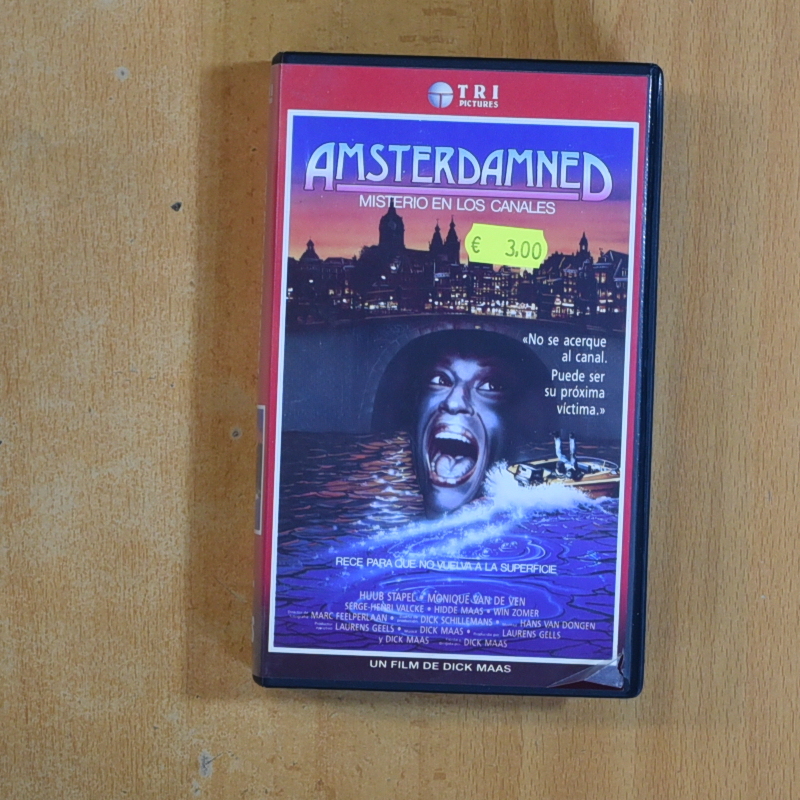 TRI
PICTURES
AMSTERDAMNED
MISTERIO EN LOS CANALES
€ 3,00
«No se acerque
al canal.
Puede ser
su próxima
víctima.»
RECE PARA QUE NO VUELVA A LA SUPERFICIE
HUUB STAPEL • MONIQUE VAN DE VEN
SERGE-HENRI VALCKE • HIDDE MAAS • WIN ZOMER
MARC FEELPERLAAN • DICK SCHILLEMANS • HANS VAN DONGEN
LAURENS GEELS • DICK MAAS • LAURENS GELLS
y DICK MAAS DICK MAAS
UN FILM DE DICK MAAS